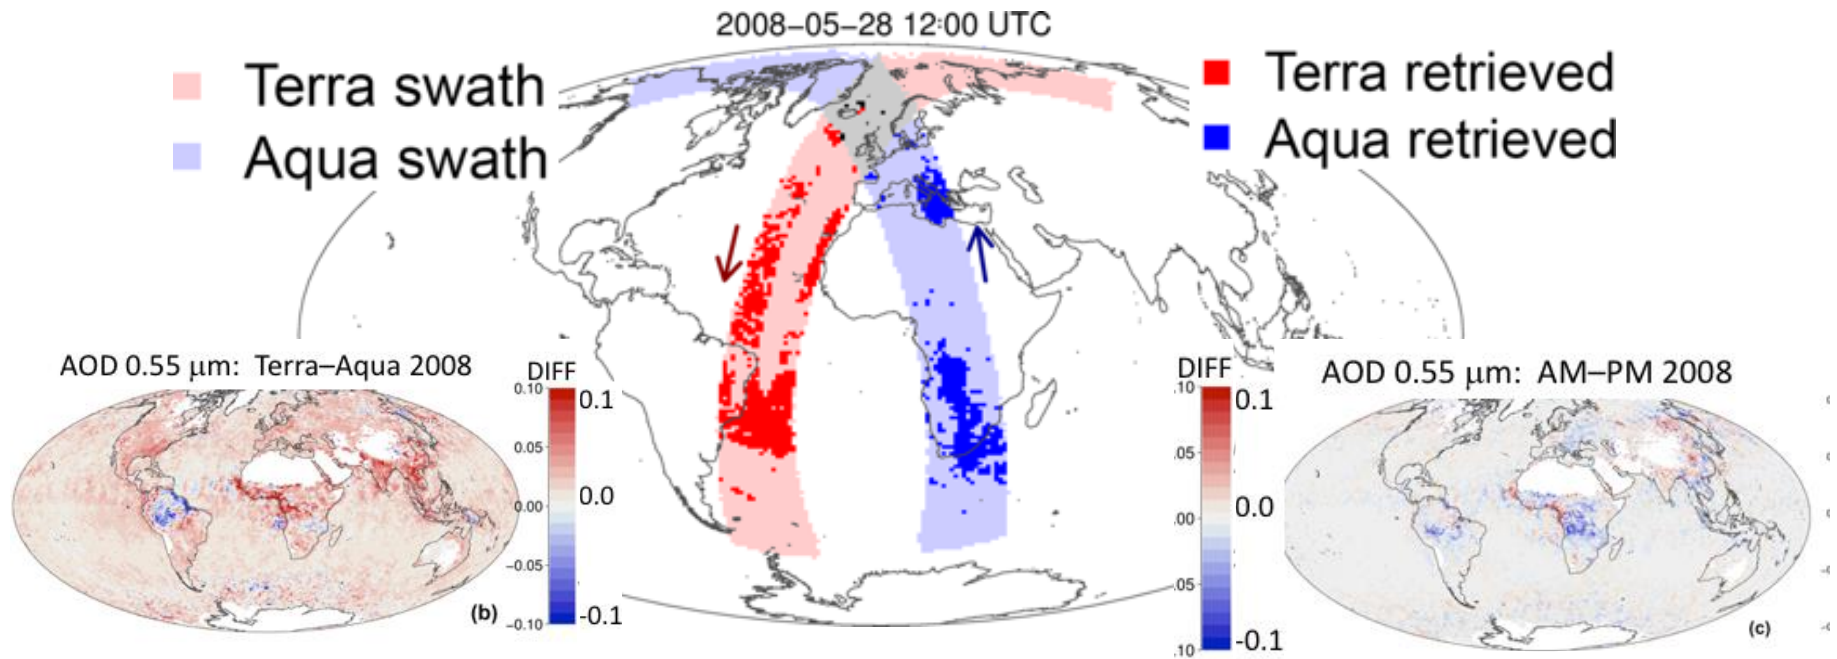 2008−05−28 12:00 UTC
Terra swath
Aqua swath
Terra retrieved
Aqua retrieved
AOD 0.55 μm: Terra–Aqua 2008
DIFF
0.10
0.1
0.05
0.00
0.0
−0.05
−0.10
-0.1
(b)
DIFF
.10
0.1
.05
.00
0.0
.05
.10
-0.1
AOD 0.55 μm: AM–PM 2008
(c)